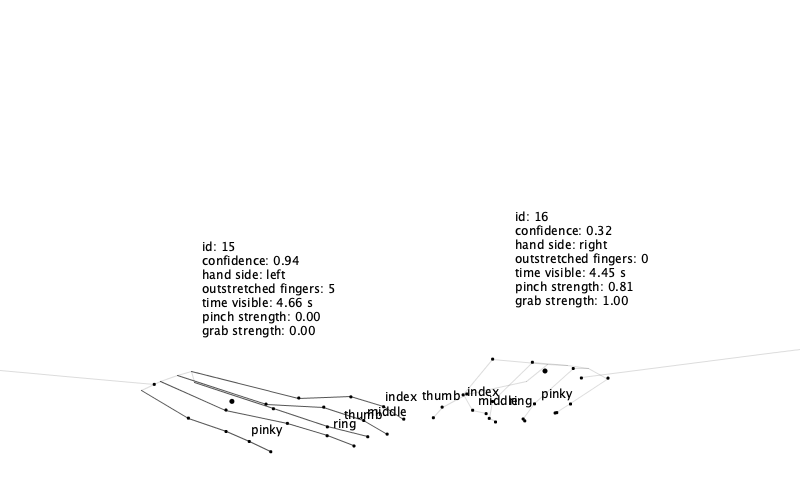 id: 16
confidence: 0.32
hand side: right
outstretched fingers: 0
time visible: 4.45 s
pinch strength: 0.81
grab strength: 1.00
id: 15
confidence: 0.94
hand side: left
outstretched fingers: 5
time visible: 4.66 s
pinch strength: 0.00
grab strength: 0.00
index
thumb
middle
ring
pinky
thumb
index
middle
ring
pinky